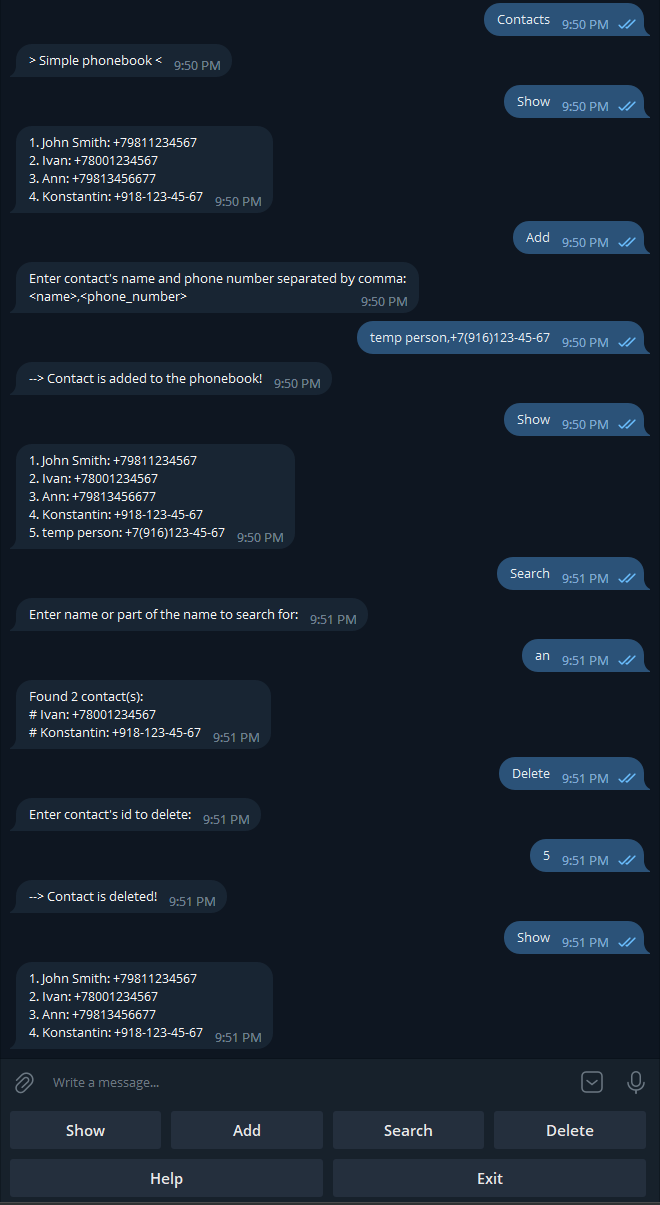 Contacts 9:50 PM
> Simple phonebook < 9:50 PM
Show 9:50 PM
1. John Smith: +79811234567
2. Ivan: +78001234567
3. Ann: +79813456677
4. Konstantin: +918-123-45-67 9:50 PM
Add 9:50 PM
Enter contact's name and phone number separated by comma:
<name>,<phone_number> 9:50 PM
temp person,+7(916)123-45-67 9:50 PM
--> Contact is added to the phonebook! 9:50 PM
Show 9:50 PM
1. John Smith: +79811234567
2. Ivan: +78001234567
3. Ann: +79813456677
4. Konstantin: +918-123-45-67
5. temp person: +7(916)123-45-67 9:50 PM
Search 9:51 PM
Enter name or part of the name to search for: 9:51 PM
an 9:51 PM
Found 2 contact(s):
# Ivan: +78001234567
# Konstantin: +918-123-45-67 9:51 PM
Delete 9:51 PM
Enter contact's id to delete: 9:51 PM
5 9:51 PM
--> Contact is deleted! 9:51 PM
Show 9:51 PM
1. John Smith: +79811234567
2. Ivan: +78001234567
3. Ann: +79813456677
4. Konstantin: +918-123-45-67 9:51 PM
Write a message...
Show Add Search Delete
Help Exit